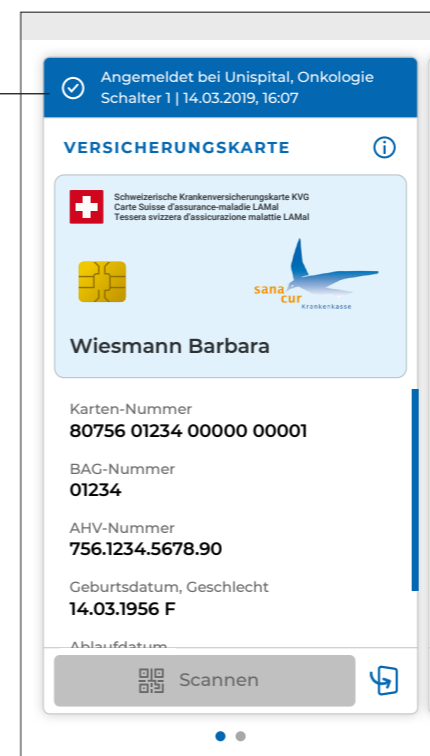 Angemeldet bei Unispital, Onkologie
Schalter 1 | 14.03.2019, 16:07
VERSICHERUNGSKARTE
Schweizerische Krankenversicherungskarte KVG
Carte Suisse d'assurance-maladie LAMal
Tessera svizzera d'assicurazione malattie LAMal
sana
cur
Krankenkasse
Wiesmann Barbara
Karten-Nummer
80756 01234 00000 00001
BAG-Nummer
01234
AHV-Nummer
756.1234.5678.90
Geburtsdatum, Geschlecht
14.03.1956 F
Ablaufdatum
Scannen